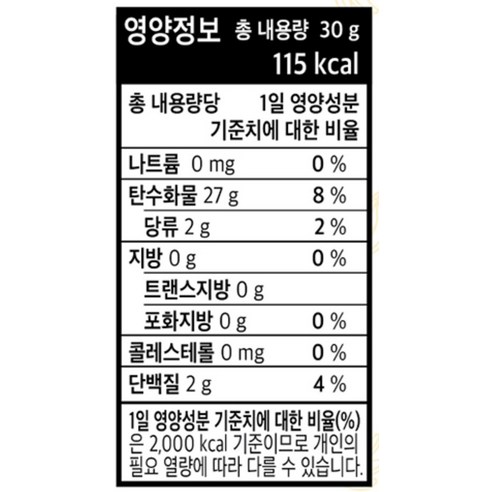 영양정보 총 내용량 30 g
115 kcal
총 내용량당 1일 영양성분
기준치에 대한 비율
나트륨 0 mg 0 %
탄수화물 27 g 8 %
당류 2 g 2 %
지방 0 g 0 %
트랜스지방 0 g
포화지방 0 g 0 %
콜레스테롤 0 mg 0 %
단백질 2 g 4 %
1일 영양성분 기준치에 대한 비율(%)
은 2,000 kcal 기준이므로 개인의
필요 열량에 따라 다를 수 있습니다.